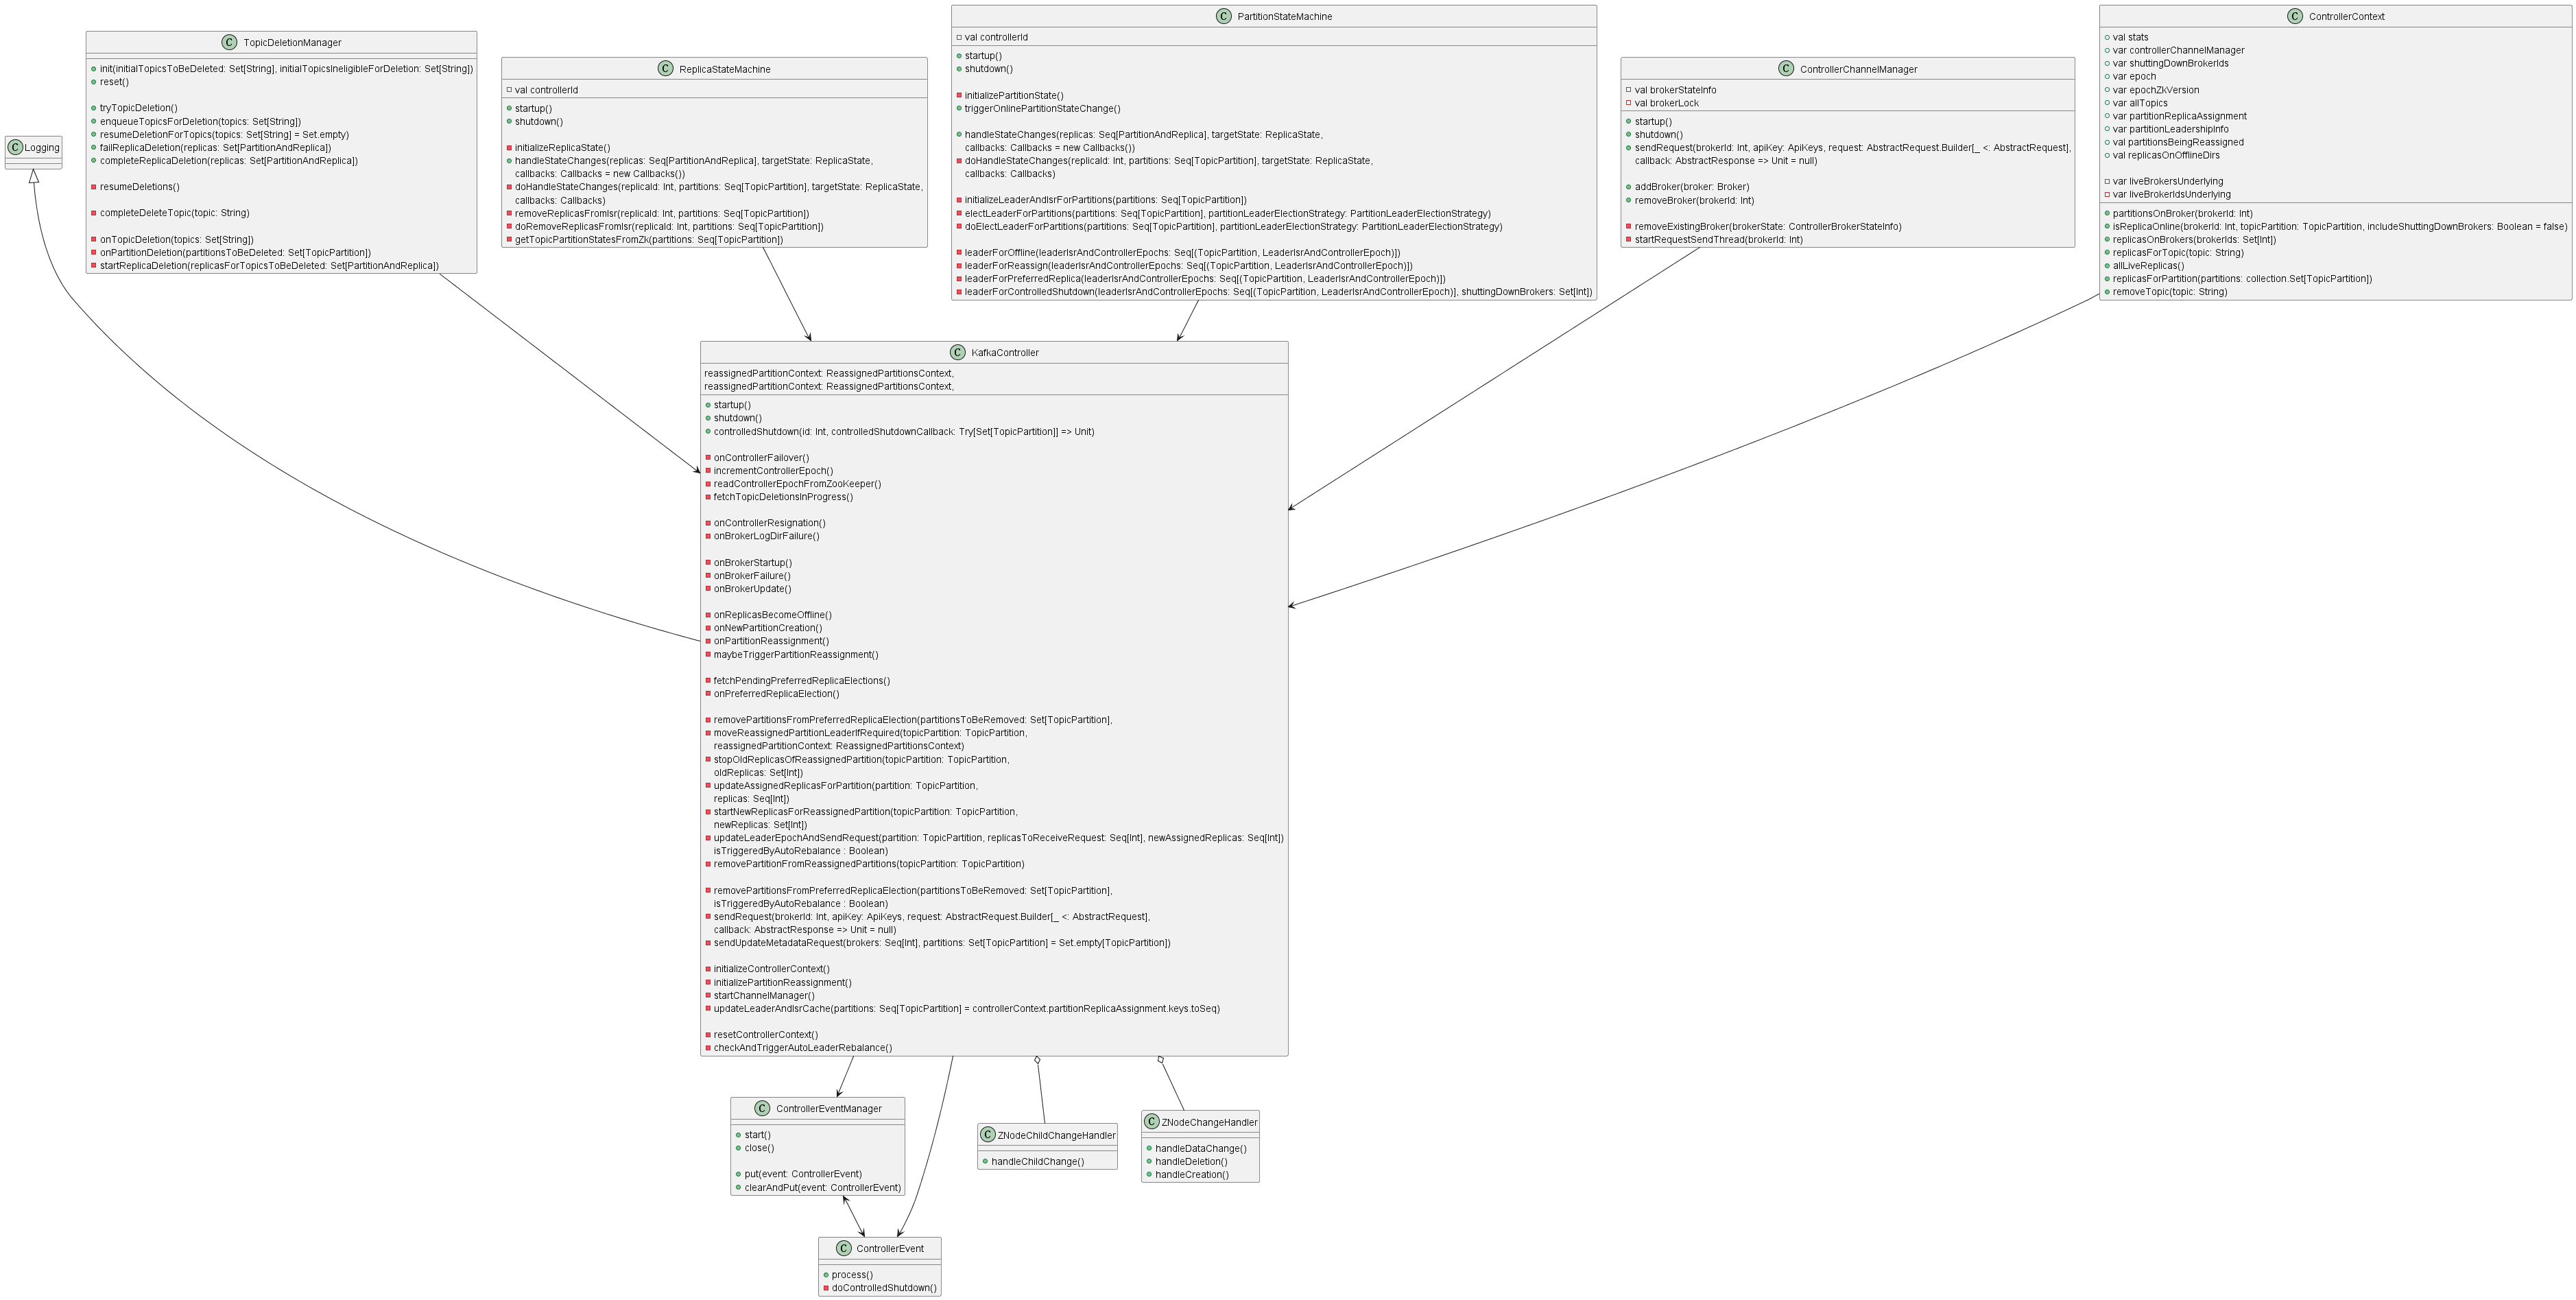 C Logging
C TopicDeletionManager
init(initialTopicsToBeDeleted: Set[String], initialTopicsIneligibleForDeletion: Set[String])
reset()
tryTopicDeletion()
enqueueTopicsForDeletion(topics: Set[String])
resumeDeletionForTopics(topics: Set[String] = Set.empty)
failReplicaDeletion(replicas: Set[PartitionAndReplica])
completeReplicaDeletion(replicas: Set[PartitionAndReplica])
resumeDeletions()
completeDeleteTopic(topic: String)
onTopicDeletion(topics: Set[String])
onPartitionDeletion(partitionsToBeDeleted: Set[TopicPartition])
startReplicaDeletion(replicasForTopicsToBeDeleted: Set[PartitionAndReplica])
C ReplicaStateMachine
val controllerId
startup()
shutdown()
initializeReplicaState()
handleStateChanges(replicas: Seq[PartitionAndReplica], targetState: ReplicaState,
callbacks: Callbacks = new Callbacks())
doHandleStateChanges(replicaId: Int, partitions: Seq[TopicPartition], targetState: ReplicaState,
callbacks: Callbacks)
removeReplicasFromIsr(replicaId: Int, partitions: Seq[TopicPartition])
doRemoveReplicasFromIsr(replicaId: Int, partitions: Seq[TopicPartition])
getTopicPartitionStatesFromZk(partitions: Seq[TopicPartition])
C PartitionStateMachine
val controllerId
startup()
shutdown()
initializePartitionState()
triggerOnlinePartitionStateChange()
handleStateChanges(replicas: Seq[PartitionAndReplica], targetState: ReplicaState,
callbacks: Callbacks = new Callbacks())
doHandleStateChanges(replicaId: Int, partitions: Seq[TopicPartition], targetState: ReplicaState,
callbacks: Callbacks)
initializeLeaderAndIsrForPartitions(partitions: Seq[TopicPartition])
electLeaderForPartitions(partitions: Seq[TopicPartition], partitionLeaderElectionStrategy: PartitionLeaderElectionStrategy)
doElectLeaderForPartitions(partitions: Seq[TopicPartition], partitionLeaderElectionStrategy: PartitionLeaderElectionStrategy)
leaderForOffline(leaderIsrAndControllerEpochs: Seq[(TopicPartition, LeaderIsrAndControllerEpoch)])
leaderForReassign(leaderIsrAndControllerEpochs: Seq[(TopicPartition, LeaderIsrAndControllerEpoch)])
leaderForPreferredReplica(leaderIsrAndControllerEpochs: Seq[(TopicPartition, LeaderIsrAndControllerEpoch)])
leaderForControlledShutdown(leaderIsrAndControllerEpochs: Seq[(TopicPartition, LeaderIsrAndControllerEpoch)], shuttingDownBrokers: Set[Int])
C ControllerChannelManager
val brokerStateInfo
val brokerLock
startup()
shutdown()
sendRequest(brokerId: Int, apiKey: ApiKeys, request: AbstractRequest.Builder[_ <: AbstractRequest],
callback: AbstractResponse => Unit = null)
addBroker(broker: Broker)
removeBroker(brokerId: Int)
removeExistingBroker(brokerState: ControllerBrokerStateInfo)
startRequestSendThread(brokerId: Int)
C ControllerContext
val stats
var controllerChannelManager
var shuttingDownBrokerIds
var epoch
var epochZkVersion
var allTopics
var partitionReplicaAssignment
var partitionLeadershipInfo
val partitionsBeingReassigned
val replicasOnOfflineDirs
var liveBrokersUnderlying
var liveBrokerIdsUnderlying
partitionsOnBroker(brokerId: Int)
isReplicaOnline(brokerId: Int, topicPartition: TopicPartition, includeShuttingDownBrokers: Boolean = false)
replicasOnBrokers(brokerIds: Set[Int])
replicasForTopic(topic: String)
allLiveReplicas()
replicasForPartition(partitions: collection.Set[TopicPartition])
removeTopic(topic: String)
C KafkaController
reassignedPartitionContext: ReassignedPartitionsContext,
reassignedPartitionContext: ReassignedPartitionsContext,
startup()
shutdown()
controlledShutdown(id: Int, controlledShutdownCallback: Try[Set[TopicPartition]] => Unit)
onControllerFailover()
incrementControllerEpoch()
readControllerEpochFromZooKeeper()
fetchTopicDeletionsInProgress()
onControllerResignation()
onBrokerLogDirFailure()
onBrokerStartup()
onBrokerFailure()
onBrokerUpdate()
onReplicasBecomeOffline()
onNewPartitionCreation()
onPartitionReassignment()
maybeTriggerPartitionReassignment()
fetchPendingPreferredReplicaElections()
onPreferredReplicaElection()
removePartitionsFromPreferredReplicaElection(partitionsToBeRemoved: Set[TopicPartition],
moveReassignedPartitionLeaderIfRequired(topicPartition: TopicPartition,
reassignedPartitionContext: ReassignedPartitionsContext)
stopOldReplicasOfReassignedPartition(topicPartition: TopicPartition,
oldReplicas: Set[Int])
updateAssignedReplicasForPartition(partition: TopicPartition,
replicas: Seq[Int])
startNewReplicasForReassignedPartition(topicPartition: TopicPartition,
newReplicas: Set[Int])
updateLeaderEpochAndSendRequest(partition: TopicPartition, replicasToReceiveRequest: Seq[Int], newAssignedReplicas: Seq[Int])
isTriggeredByAutoRebalance : Boolean)
removePartitionFromReassignedPartitions(topicPartition: TopicPartition)
removePartitionsFromPreferredReplicaElection(partitionsToBeRemoved: Set[TopicPartition],
isTriggeredByAutoRebalance : Boolean)
sendRequest(brokerId: Int, apiKey: ApiKeys, request: AbstractRequest.Builder[_ <: AbstractRequest],
callback: AbstractResponse => Unit = null)
sendUpdateMetadataRequest(brokers: Seq[Int], partitions: Set[TopicPartition] = Set.empty[TopicPartition])
initializeControllerContext()
initializePartitionReassignment()
startChannelManager()
updateLeaderAndIsrCache(partitions: Seq[TopicPartition] = controllerContext.partitionReplicaAssignment.keys.toSeq)
resetControllerContext()
checkAndTriggerAutoLeaderRebalance()
C ControllerEventManager
start()
close()
put(event: ControllerEvent)
clearAndPut(event: ControllerEvent)
C ZNodeChildChangeHandler
handleChildChange()
C ZNodeChangeHandler
handleDataChange()
handleDeletion()
handleCreation()
C ControllerEvent
process()
doControlledShutdown()